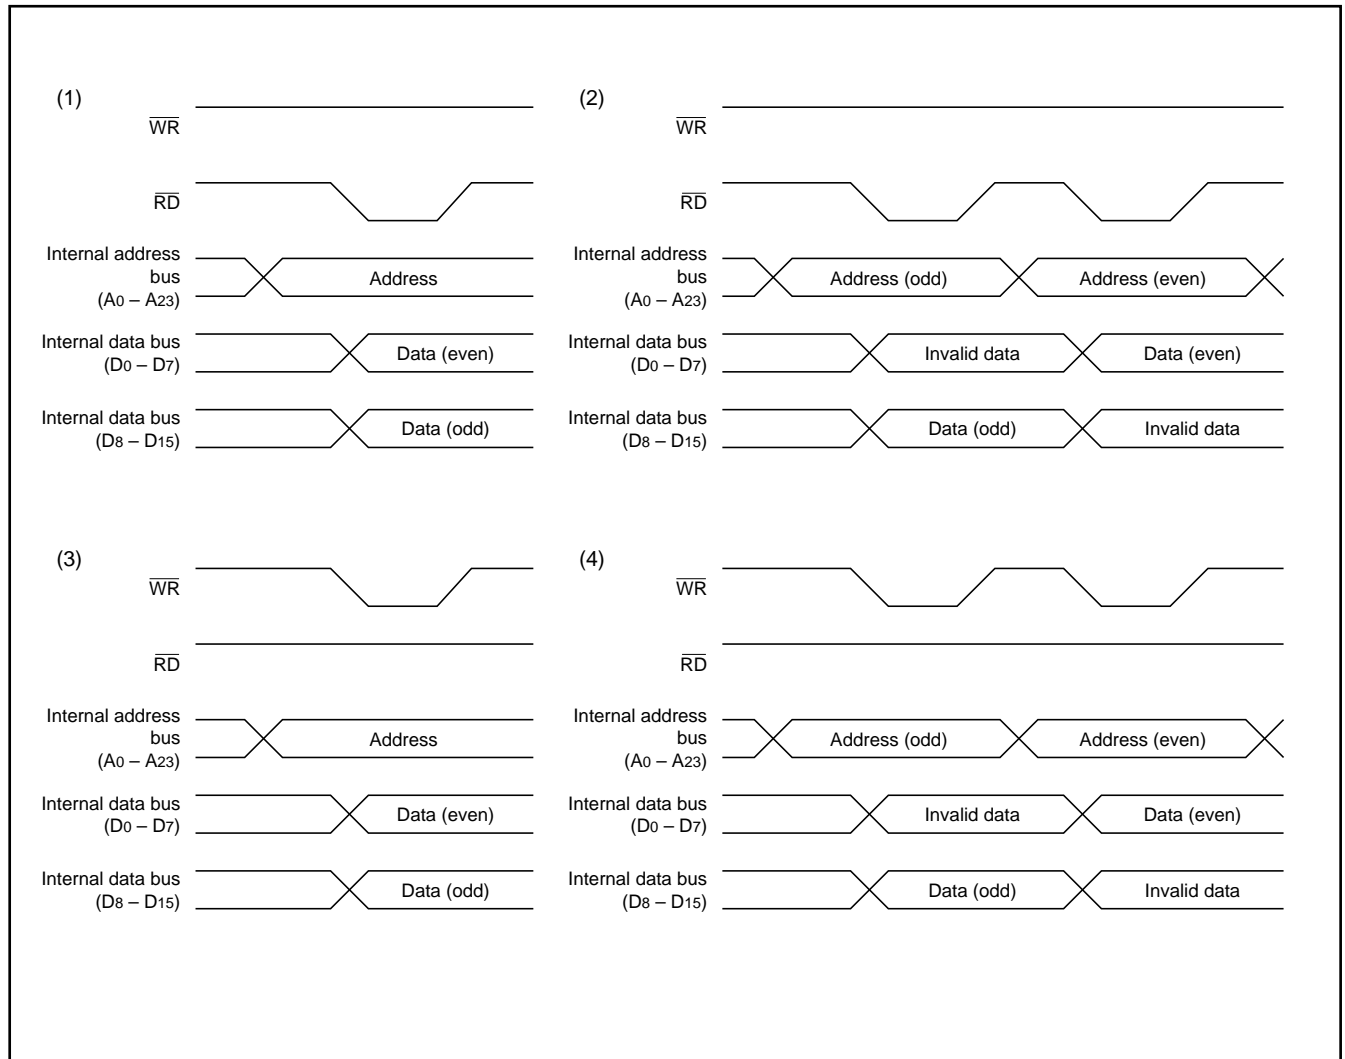 (1)
WR
RD
Internal address
bus
(A0 – A23)
Address
Internal data bus
(D0 – D7)
Data (even)
Internal data bus
(D8 – D15)
Data (odd)
(2)
WR
RD
Internal address
bus
(A0 – A23)
Address (odd)
Address (even)
Internal data bus
(D0 – D7)
Invalid data
Data (even)
Internal data bus
(D8 – D15)
Data (odd)
Invalid data
(3)
WR
RD
Internal address
bus
(A0 – A23)
Address
Internal data bus
(D0 – D7)
Data (even)
Internal data bus
(D8 – D15)
Data (odd)
(4)
WR
RD
Internal address
bus
(A0 – A23)
Address (odd)
Address (even)
Internal data bus
(D0 – D7)
Invalid data
Data (even)
Internal data bus
(D8 – D15)
Data (odd)
Invalid data